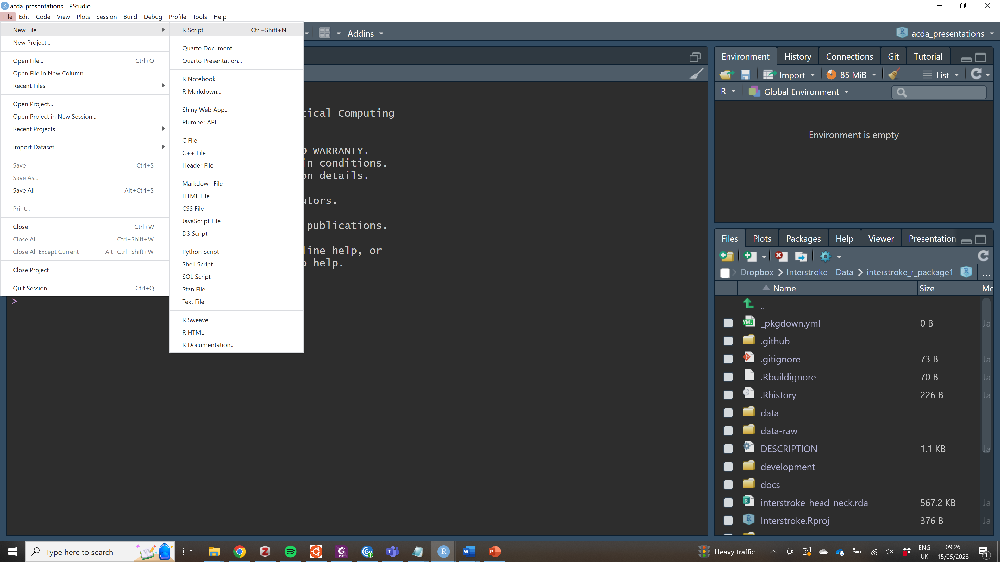 acda_presentations - RStudio
File Edit Code View Plots Session Build Debug Profile Tools Help
New File
New Project...
Open File... Ctrl+O
Open File in New Column...
Recent Files
Open Project...
Open Project in New Session...
Recent Projects
Import Dataset
Save Ctrl+S
Save As...
Save All Alt+Ctrl+S
Print...
Close Ctrl+W
Close All Ctrl+Shift+W
Close All Except Current Alt+Ctrl+Shift+W
Close Project
Quit Session... Ctrl+Q
R Script Ctrl+Shift+N
Quarto Document...
Quarto Presentation...
R Notebook
R Markdown...
Shiny Web App...
Plumber API...
C File
C++ File
Header File
Markdown File
HTML File
CSS File
JavaScript File
D3 Script
Python Script
Shell Script
SQL Script
Stan File
Text File
R Sweave
R HTML
R Documentation...
Addins
acda_presentations
tical Computing
WARRANTY.
in conditions.
on details.
utors.
publications.
line help, or
help.
>
Environment History Connections Git Tutorial
Import 85 MiB List
R Global Environment
Environment is empty
Files Plots Packages Help Viewer Presentation
Dropbox Interstroke - Data interstroke_r_package1 R ...
Name Size Mo
..
YML _pkgdown.yml 0 B Ja
.github
.gitignore 73 B Ja
.Rbuildignore 70 B Ja
.Rhistory 226 B Ja
data
data-raw
DESCRIPTION 1.1 KB Ja
development
docs
interstroke_head_neck.rda 567.2 KB Ja
Interstroke.Rproj 376 B Ja
Type here to search
Heavy traffic
ENG
UK
09:26
15/05/2023
1